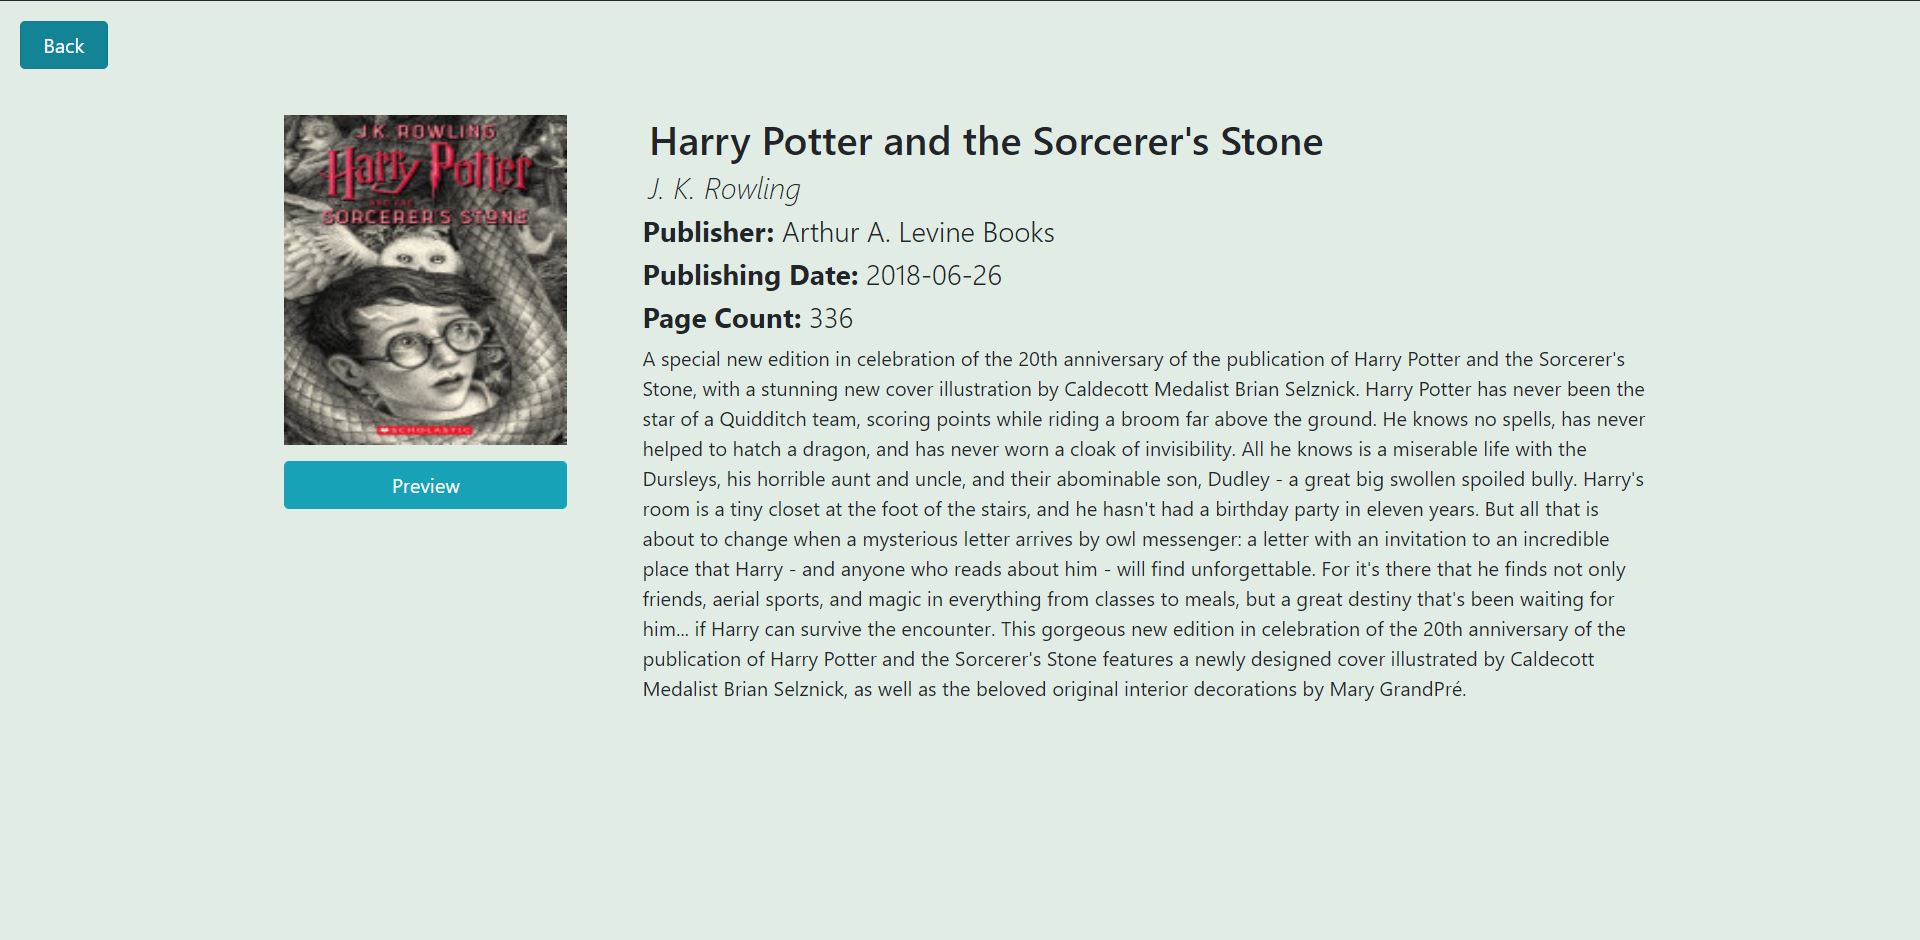 Back
J.K. ROWLING
Harry Potter
AND THE
SORCERER'S STONE
SCHOLASTIC
Preview
Harry Potter and the Sorcerer's Stone
J. K. Rowling
Publisher: Arthur A. Levine Books
Publishing Date: 2018-06-26
Page Count: 336
A special new edition in celebration of the 20th anniversary of the publication of Harry Potter and the Sorcerer's
Stone, with a stunning new cover illustration by Caldecott Medalist Brian Selznick. Harry Potter has never been the
star of a Quidditch team, scoring points while riding a broom far above the ground. He knows no spells, has never
helped to hatch a dragon, and has never worn a cloak of invisibility. All he knows is a miserable life with the
Dursleys, his horrible aunt and uncle, and their abominable son, Dudley - a great big swollen spoiled bully. Harry's
room is a tiny closet at the foot of the stairs, and he hasn't had a birthday party in eleven years. But all that is
about to change when a mysterious letter arrives by owl messenger: a letter with an invitation to an incredible
place that Harry - and anyone who reads about him - will find unforgettable. For it's there that he finds not only
friends, aerial sports, and magic in everything from classes to meals, but a great destiny that's been waiting for
him... if Harry can survive the encounter. This gorgeous new edition in celebration of the 20th anniversary of the
publication of Harry Potter and the Sorcerer's Stone features a newly designed cover illustrated by Caldecott
Medalist Brian Selznick, as well as the beloved original interior decorations by Mary GrandPré.